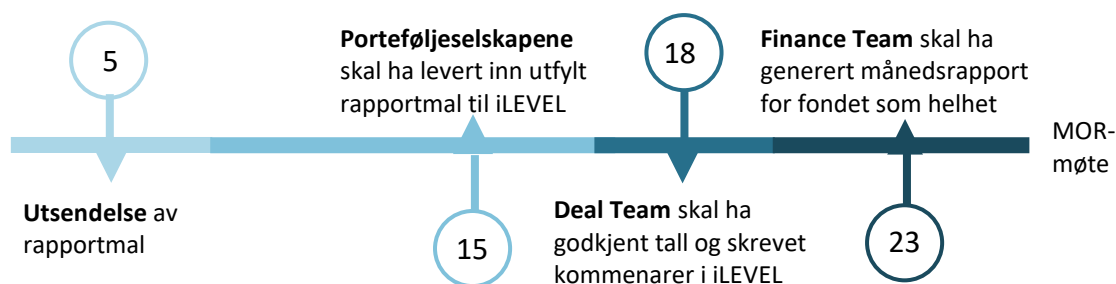 5
Utsendelse av
rapportmal
Porteføljeselskapene
skal ha levert inn utfylt
rapportmal til iLEVEL
15
18
Deal Team skal ha
godkjent tall og skrevet
kommenarer i iLEVEL
Finance Team skal ha
generert månedsrapport
for fondet som helhet
23
MOR-
møte